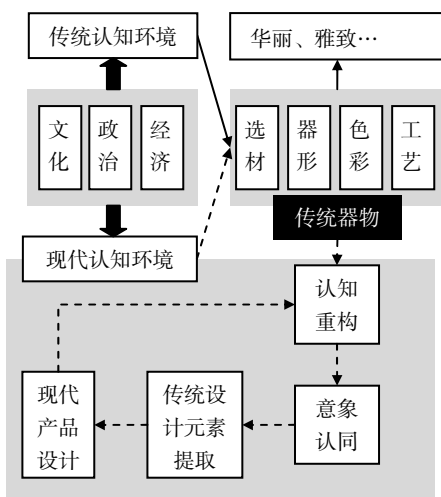 传统认知环境
华丽、雅致…
文化
政治
经济
选材
器形
色彩
工艺
传统器物
现代认知环境
认知
重构
现代
产品
设计
传统设
计元素
提取
意象
认同